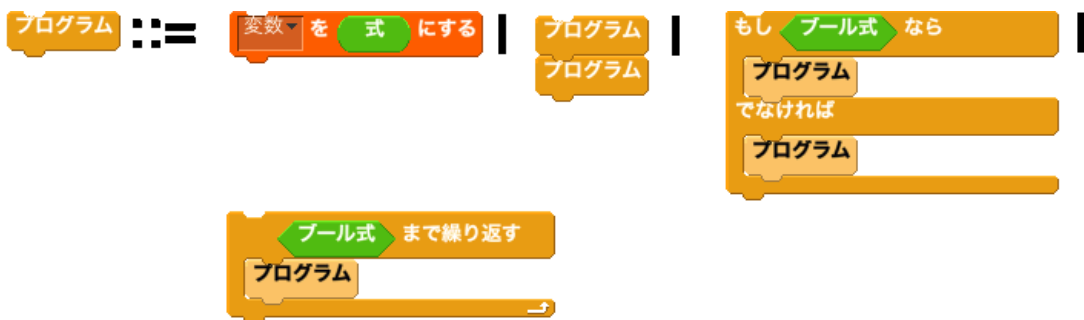 プログラム ::= 変数 を 式 にする | プログラム | もし ブール式 なら |
プログラム プログラム
でなければ
プログラム
ブール式 まで繰り返す
プログラム